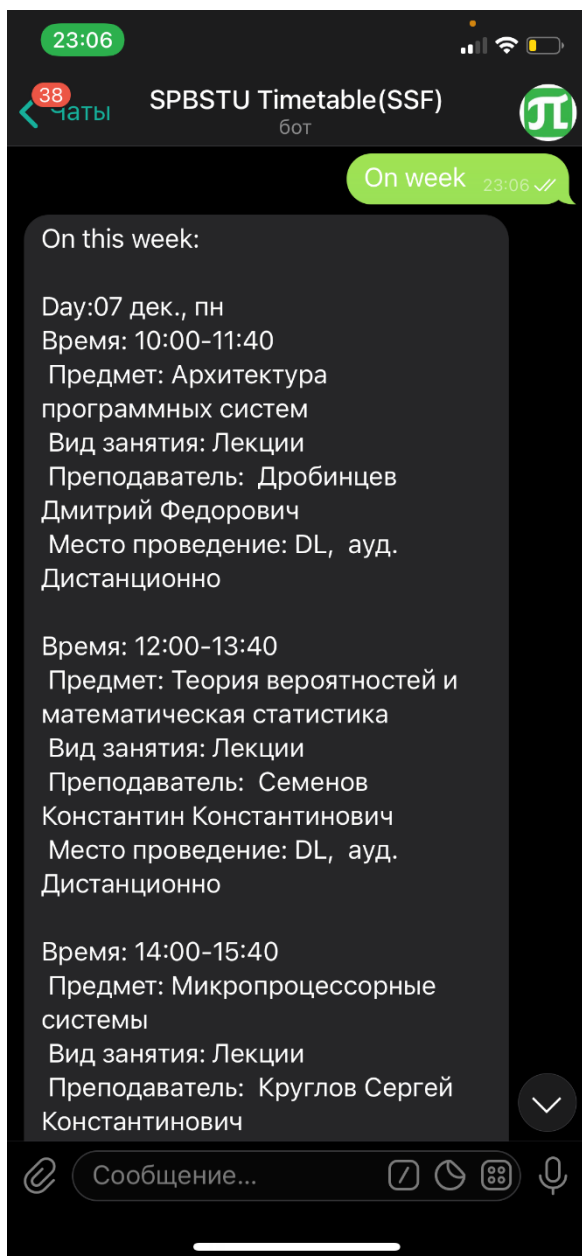 23:06
38
Чаты
SPBSTU Timetable(SSF)
бот
π
On week 23:06
On this week:
Day:07 дек., пн
Время: 10:00-11:40
Предмет: Архитектура
программных систем
Вид занятия: Лекции
Преподаватель: Дробинцев
Дмитрий Федорович
Место проведение: DL, ауд.
Дистанционно
Время: 12:00-13:40
Предмет: Теория вероятностей и
математическая статистика
Вид занятия: Лекции
Преподаватель: Семенов
Константин Константинович
Место проведение: DL, ауд.
Дистанционно
Время: 14:00-15:40
Предмет: Микропроцессорные
системы
Вид занятия: Лекции
Преподаватель: Круглов Сергей
Константинович
Сообщение...